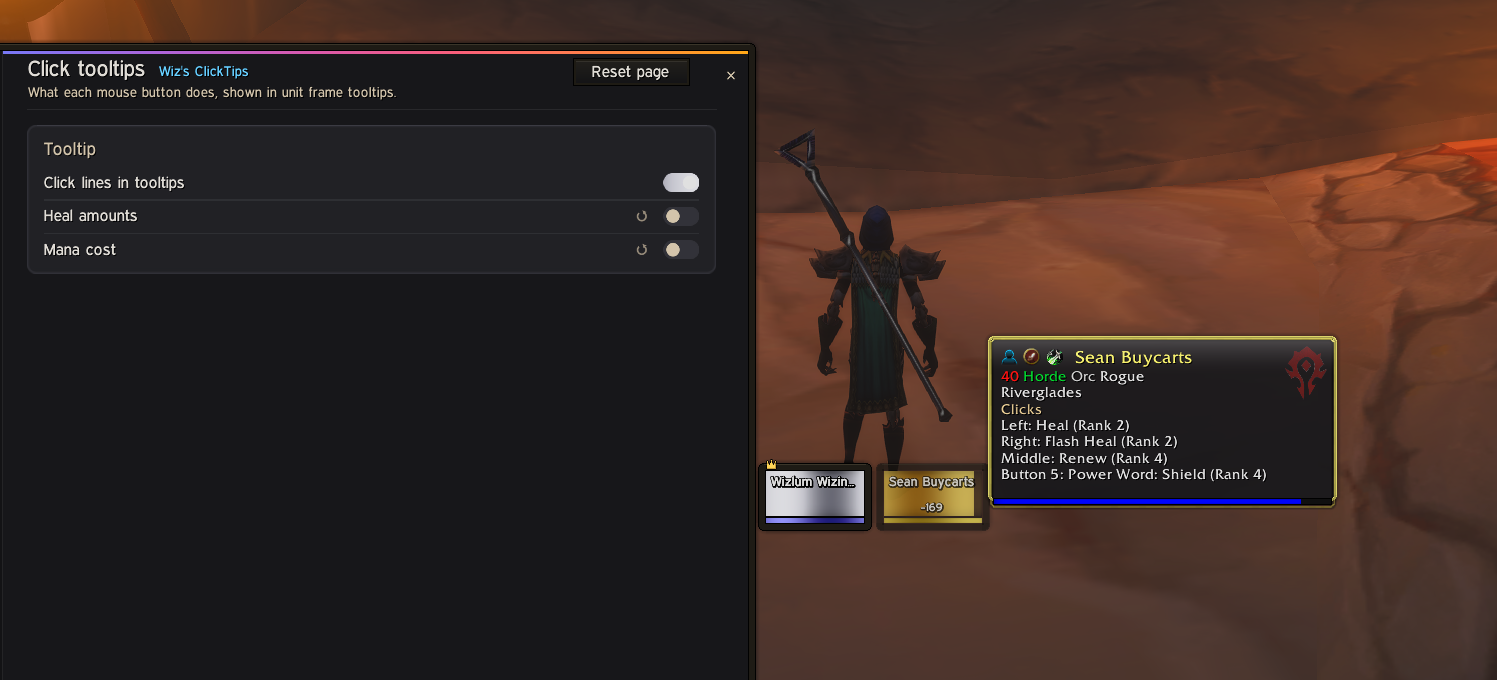 Click tooltips Wiz's ClickTips
Reset page
×
What each mouse button does, shown in unit frame tooltips.
Tooltip
Click lines in tooltips
Heal amounts
Mana cost
Sean Buycarts
40 Horde Orc Rogue
Riverglades
Clicks
Left: Heal (Rank 2)
Right: Flash Heal (Rank 2)
Middle: Renew (Rank 4)
Button 5: Power Word: Shield (Rank 4)
Wizlum Wizin...
Sean Buycarts
-169